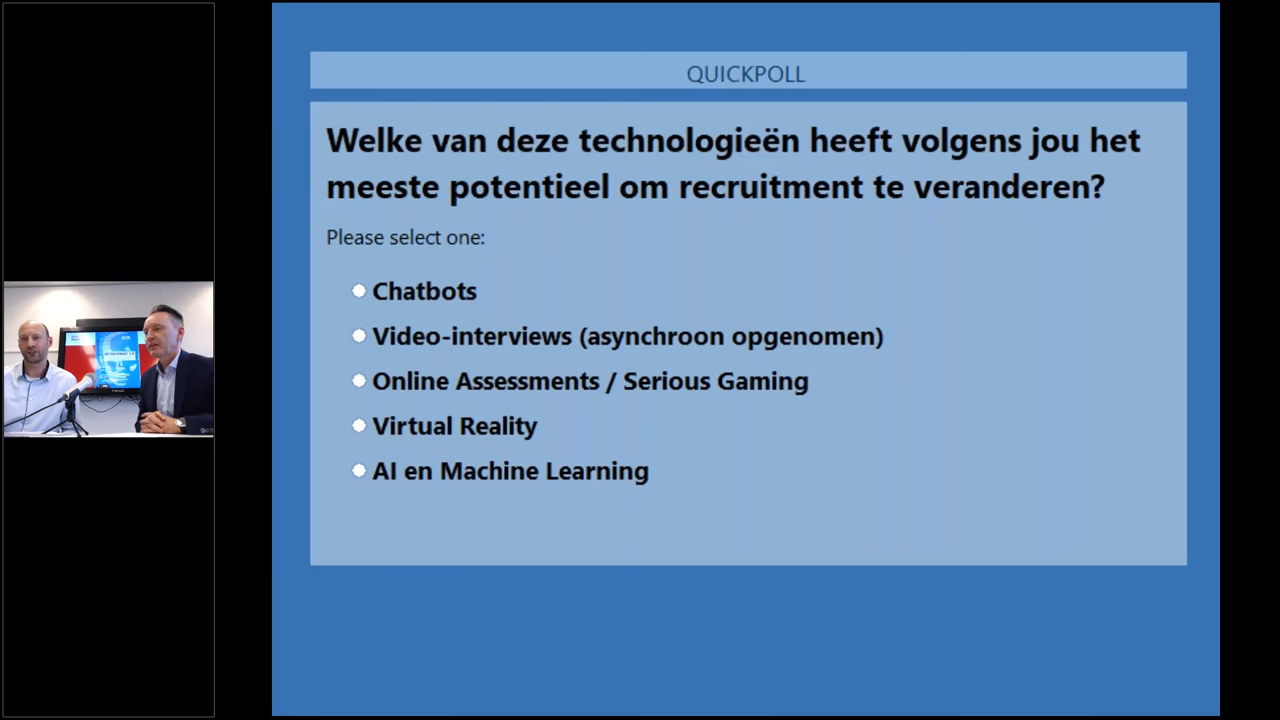 QUICKPOLL
Welke van deze technologieën heeft volgens jou het
meeste potentieel om recruitment te veranderen?
Please select one:
Chatbots
Video-interviews (asynchroon opgenomen)
Online Assessments / Serious Gaming
Virtual Reality
AI en Machine Learning